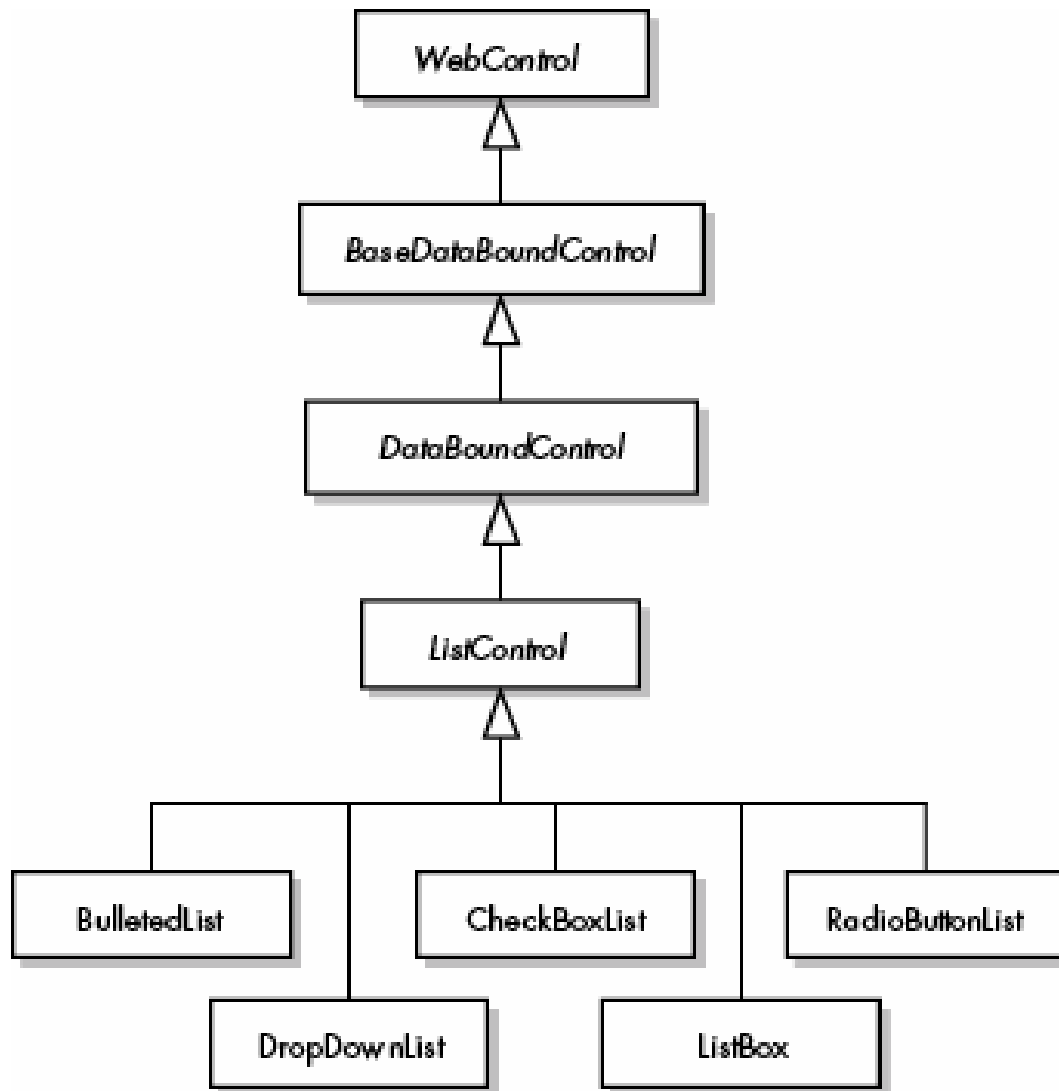 WebControl
BaseDataBoundControl
DataBoundControl
ListControl
BulletedList
CheckBoxList
RadioButtonList
DropDownList
ListBox